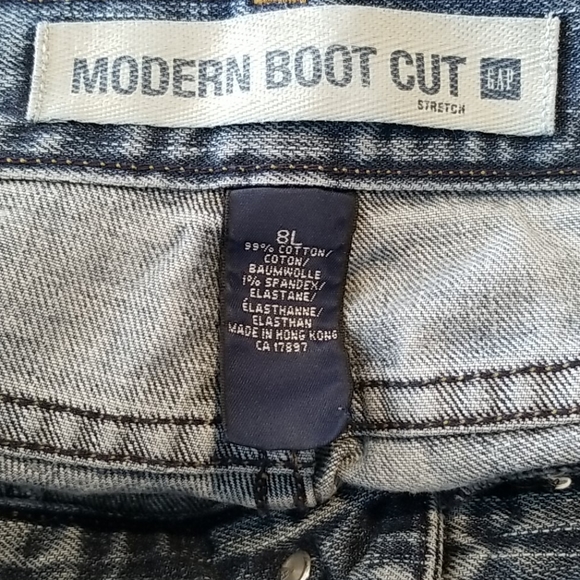 MODERN BOOT CUT GAP
STRETCH
8L
99% COTTON/
COTON/
BAUMWOLLE
1% SPANDEX/
ELASTANE/
ÉLASTHANNE/
ELASTHAN
MADE IN HONG KONG
CA 17897